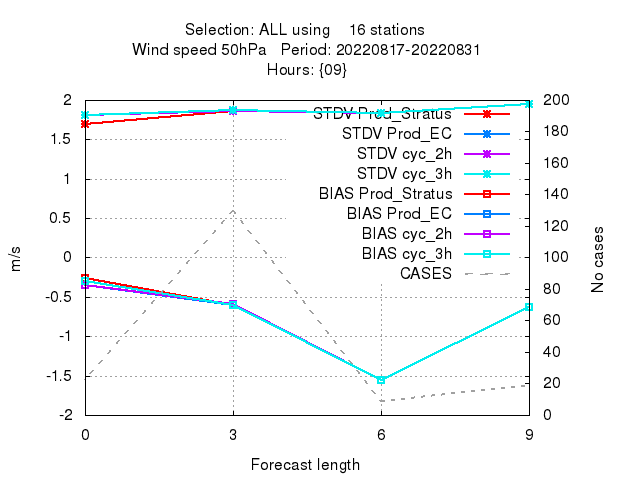 Selection: ALL using 16 stations
Wind speed 50hPa Period: 20220817-20220831
Hours: {09}
STDV Prod_Stratus
STDV Prod_EC
STDV cyc_2h
STDV cyc_3h
BIAS Prod_Stratus
BIAS Prod_EC
BIAS cyc_2h
BIAS cyc_3h
CASES
2
1.5
1
0.5
0
-0.5
-1
-1.5
-2
m/s
200
180
160
140
120
100
80
60
40
20
0
No cases
0 3 6 9
Forecast length